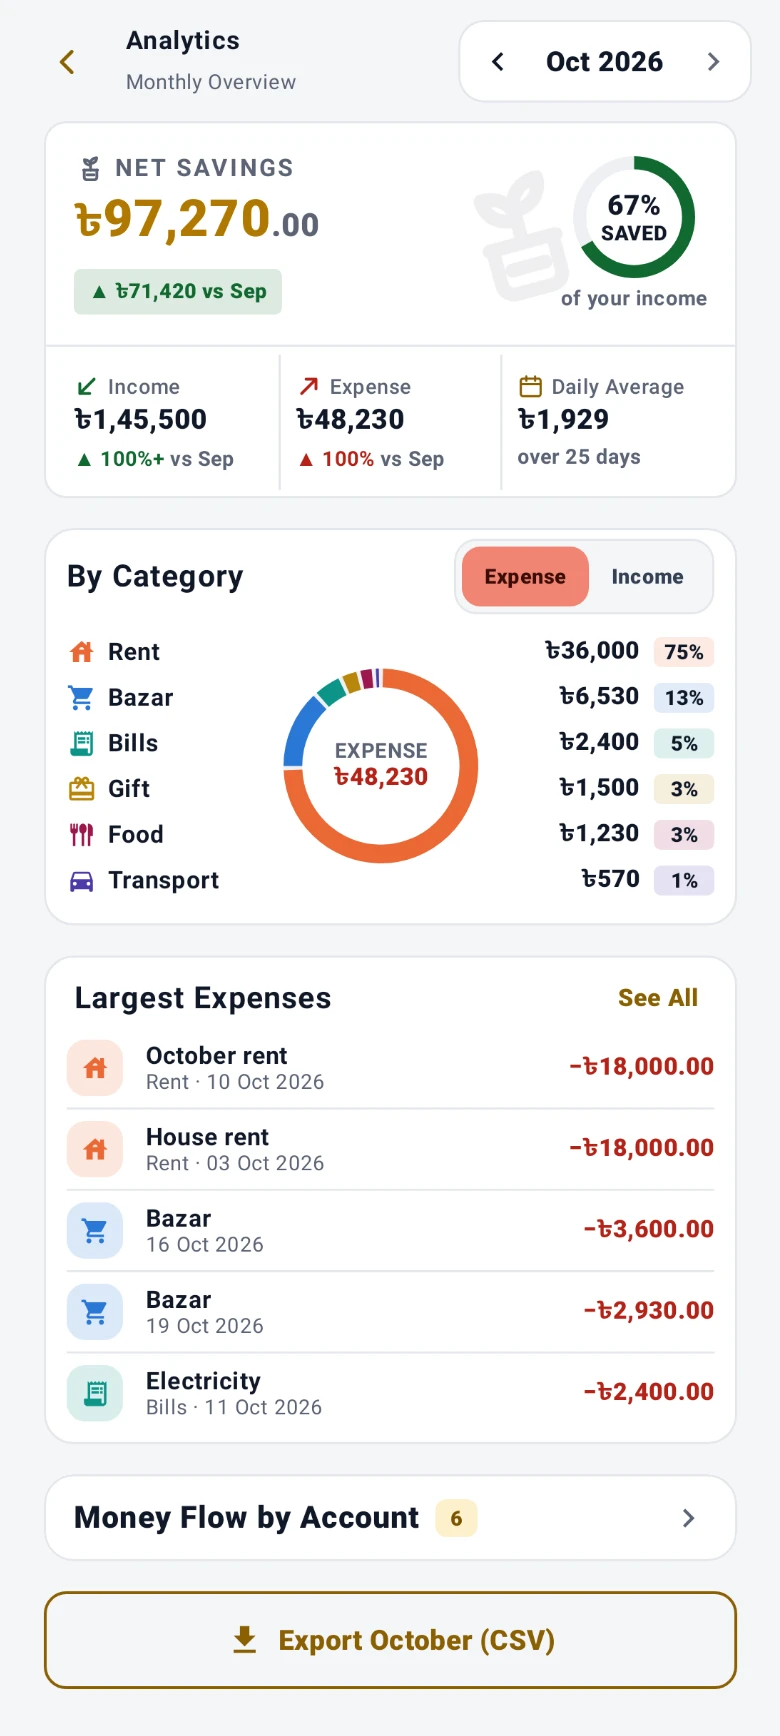 Analytics
Monthly Overview
Oct 2026
NET SAVINGS
৳97,270.00
▲ ৳71,420 vs Sep
67%
SAVED
of your income
Income
৳1,45,500
▲ 100%+ vs Sep
Expense
৳48,230
▲ 100% vs Sep
Daily Average
৳1,929
over 25 days
By Category
Expense
Income
Rent ৳36,000 75%
Bazar ৳6,530 13%
Bills ৳2,400 5%
Gift ৳1,500 3%
Food ৳1,230 3%
Transport ৳570 1%
EXPENSE
৳48,230
Largest Expenses
See All
October rent
Rent · 10 Oct 2026
−৳18,000.00
House rent
Rent · 03 Oct 2026
−৳18,000.00
Bazar
16 Oct 2026
−৳3,600.00
Bazar
19 Oct 2026
−৳2,930.00
Electricity
Bills · 11 Oct 2026
−৳2,400.00
Money Flow by Account 6
Export October (CSV)